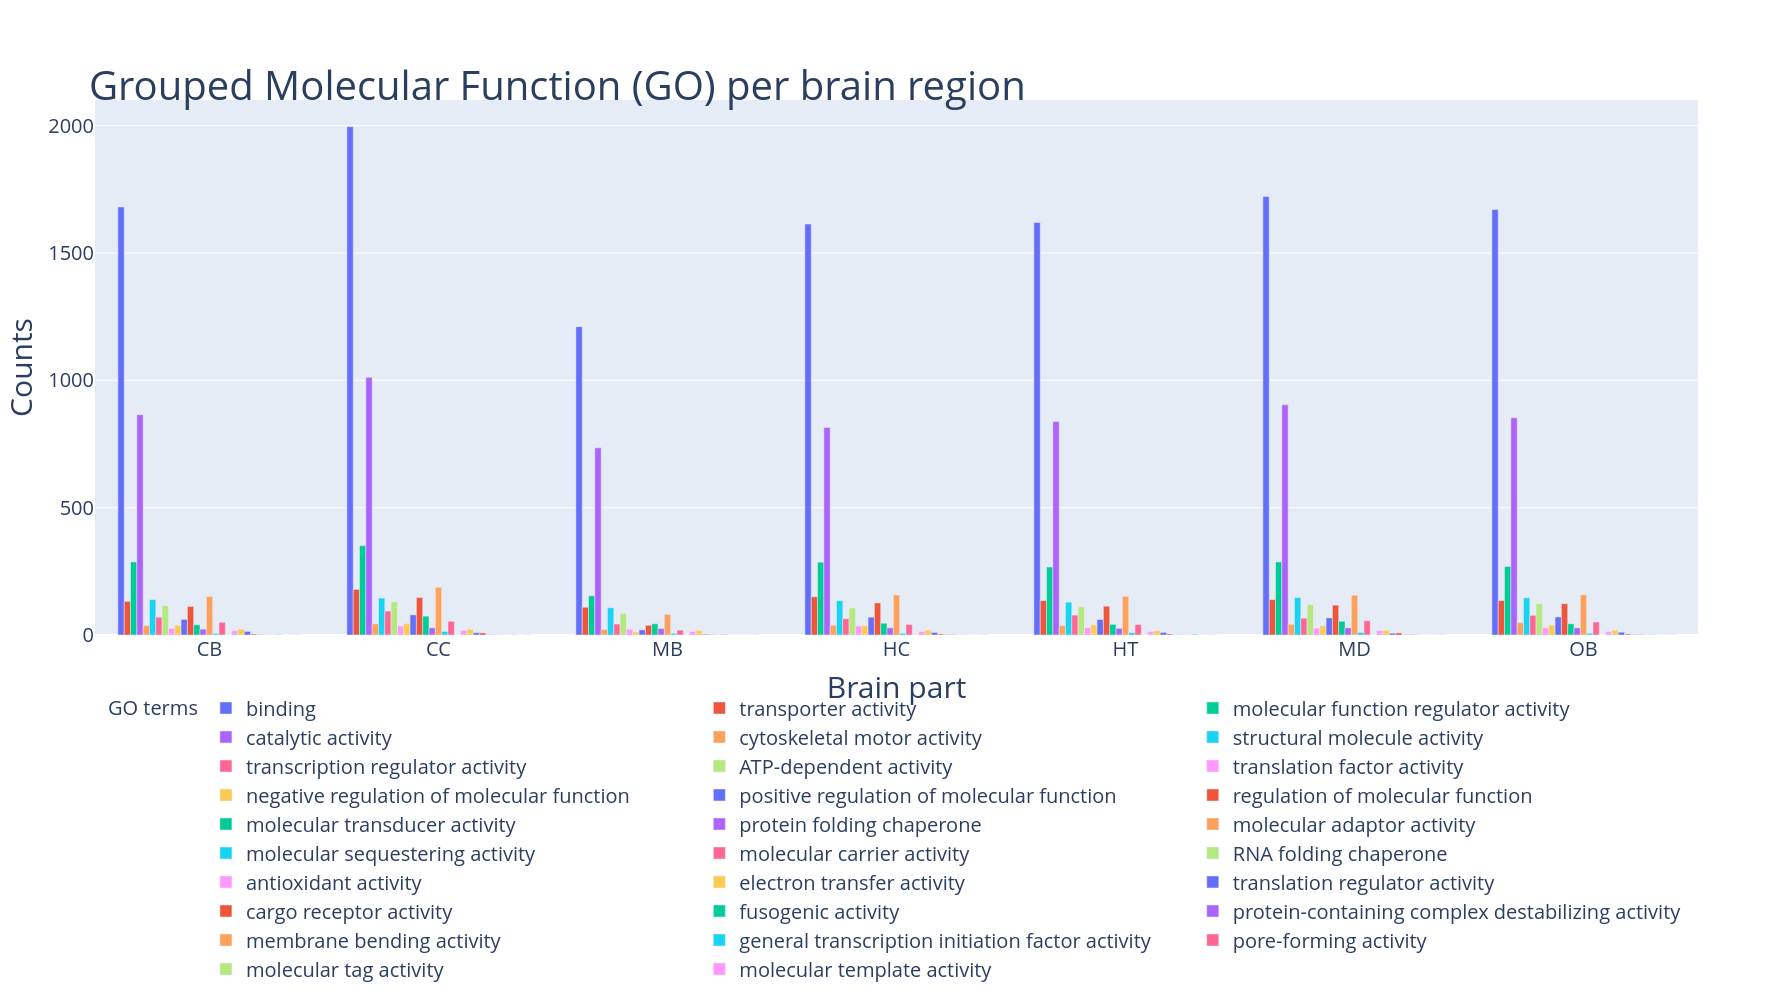 Grouped Molecular Function (GO) per brain region
Counts
2000
1500
1000
500
0
CB CC MB HC HT MD OB
Brain part
GO terms binding transporter activity molecular function regulator activity
catalytic activity cytoskeletal motor activity structural molecule activity
transcription regulator activity ATP-dependent activity translation factor activity
negative regulation of molecular function positive regulation of molecular function regulation of molecular function
molecular transducer activity protein folding chaperone molecular adaptor activity
molecular sequestering activity molecular carrier activity RNA folding chaperone
antioxidant activity electron transfer activity translation regulator activity
cargo receptor activity fusogenic activity protein-containing complex destabilizing activity
membrane bending activity general transcription initiation factor activity pore-forming activity
molecular tag activity molecular template activity